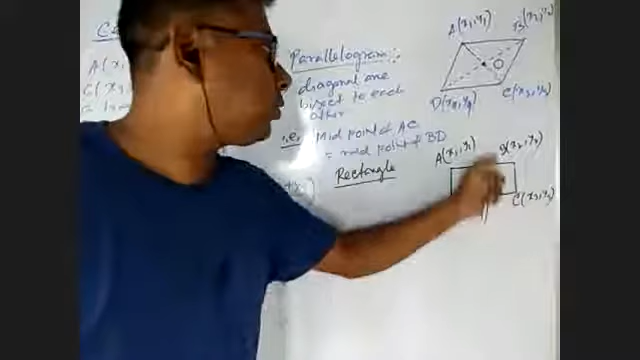 Ce
A(x,
C(x
Parallelogram :-
diagonal are
bisect to each
other
i.e., Mid point of AC
= mid point of BD
Rectangle
A(x₁,y₁)
B(x₂,y₂)
O
D(x₄,y₄)
C(x₃,y₃)
A(x₁,y₁)
B(x₂,y₂)
C(x₃,y₃)